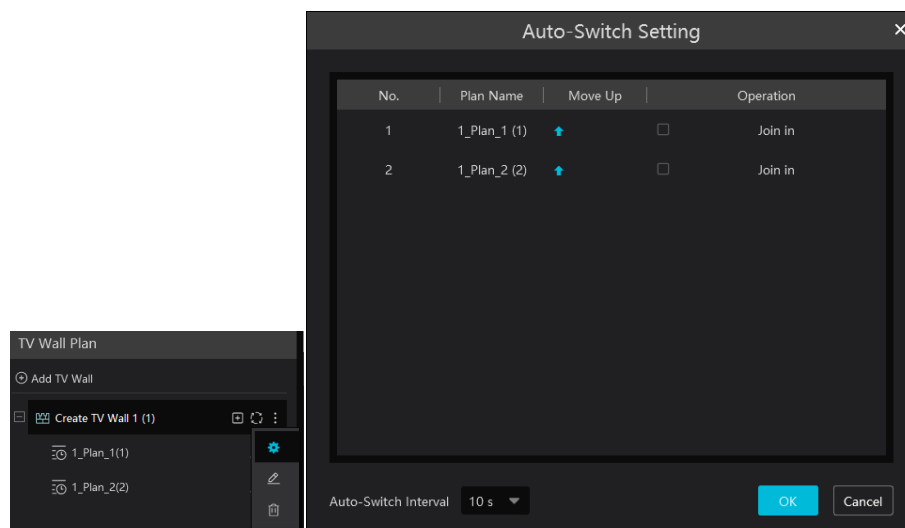 Auto-Switch Setting
No. Plan Name Move Up Operation
1 1_Plan_1 (1) Join in
2 1_Plan_2 (2) Join in
Auto-Switch Interval 10 s OK Cancel
TV Wall Plan
Add TV Wall
Create TV Wall 1 (1)
1_Plan_1(1)
1_Plan_2(2)